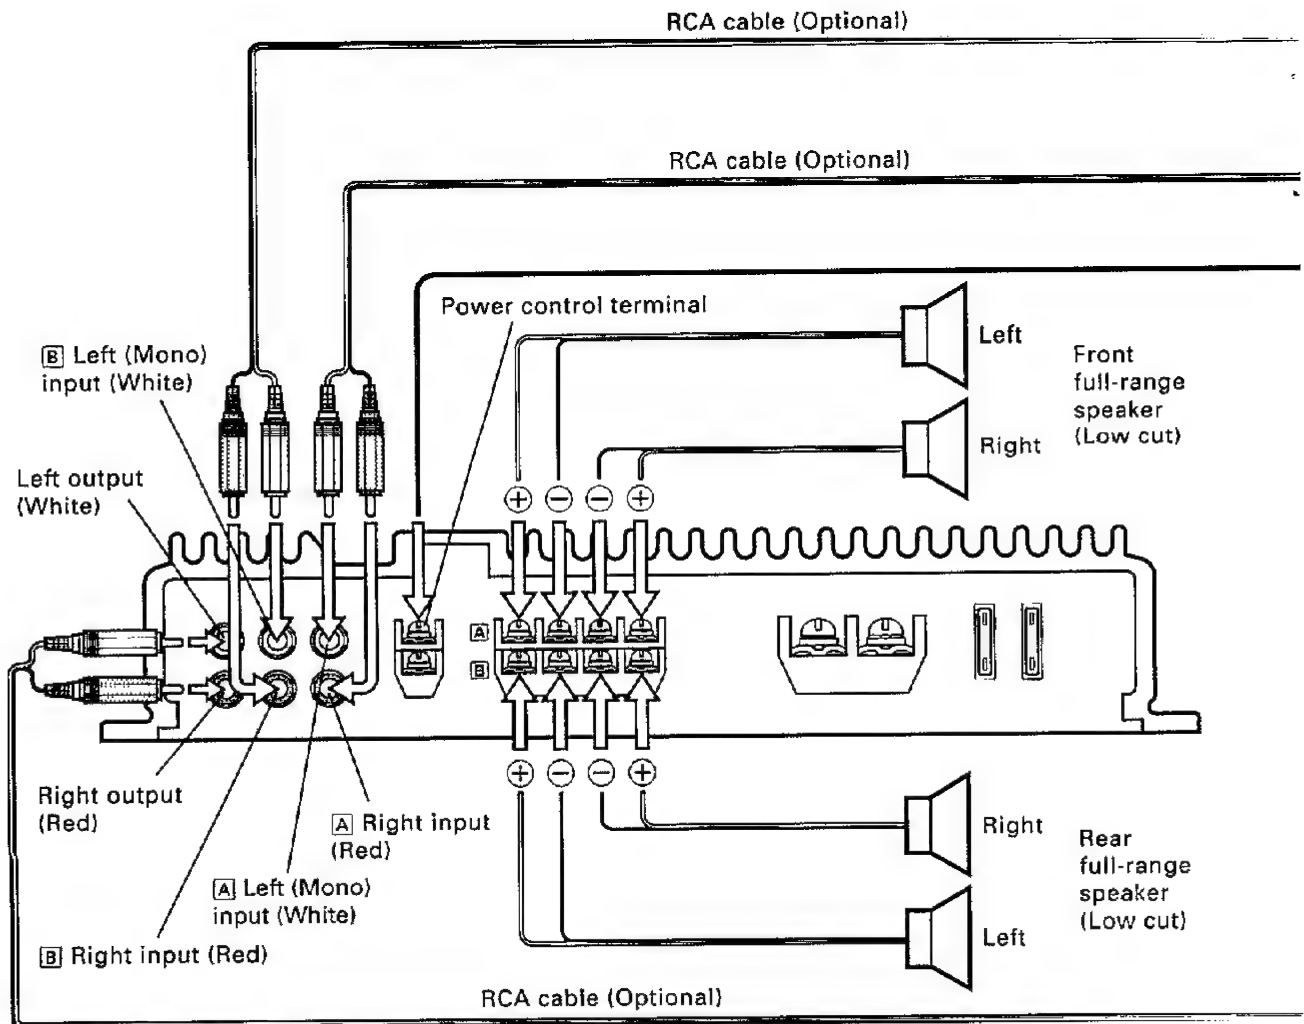 RCA cable (Optional)
RCA cable (Optional)
Power control terminal
B Left (Mono)
input (White)
Left
Front
full-range
speaker
(Low cut)
Right
Left output
(White)
+ − − +
A
B
+ − − +
Right output
(Red)
A Right input
(Red)
A Left (Mono)
input (White)
B Right input (Red)
Right
Rear
full-range
speaker
(Low cut)
Left
RCA cable (Optional)